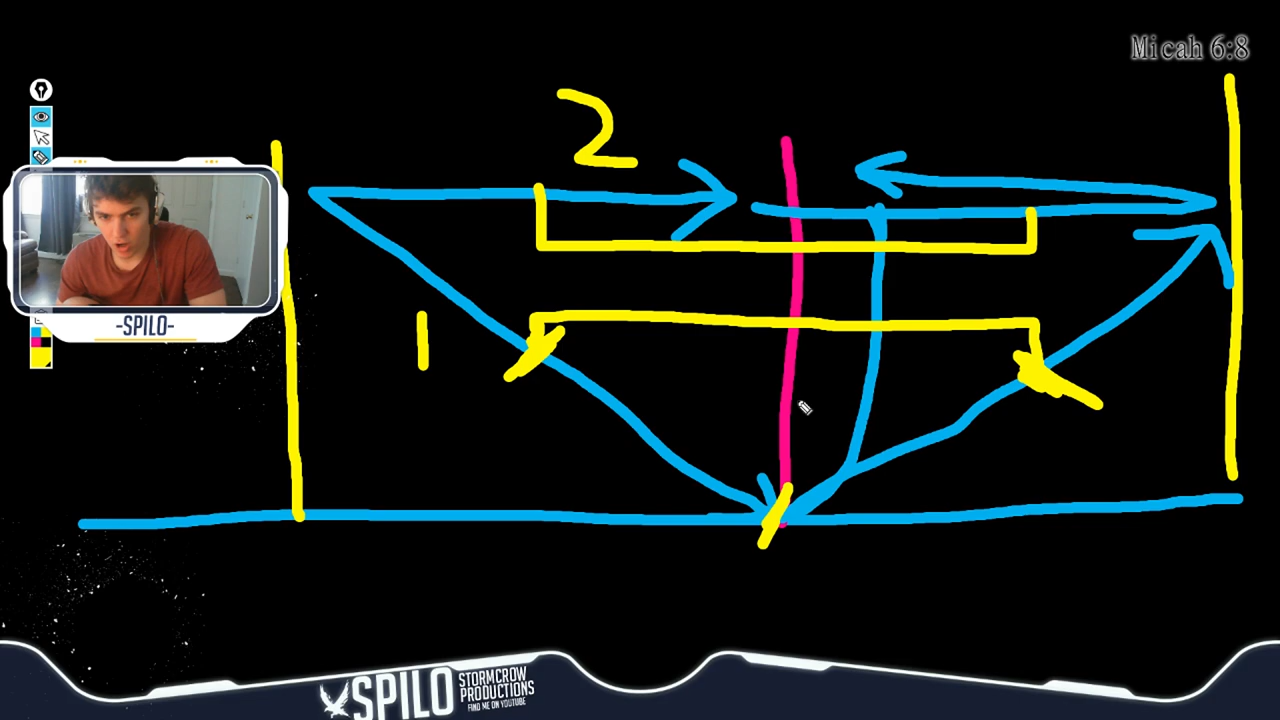 Micah 6:8
2
1
-SPILO-
SPILO
STORMCROW
PRODUCTIONS
FIND ME ON YOUTUBE